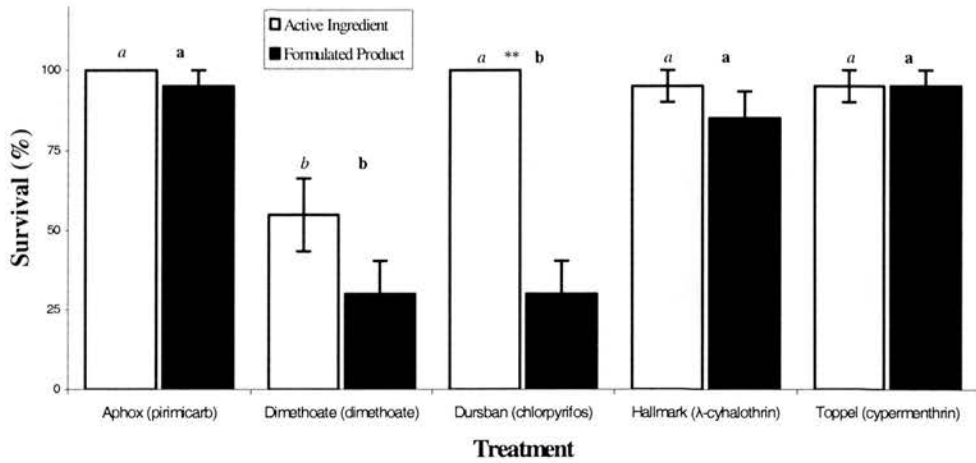 Active Ingredient
Formulated Product
a a a ** b a a a a
b b
Survival (%)
100
75
50
25
0
Aphox (pirimicarb) Dimethoate (dimethoate) Dursban (chlorpyrifos) Hallmark (λ-cyhalothrin) Toppel (cypermenthrin)
Treatment